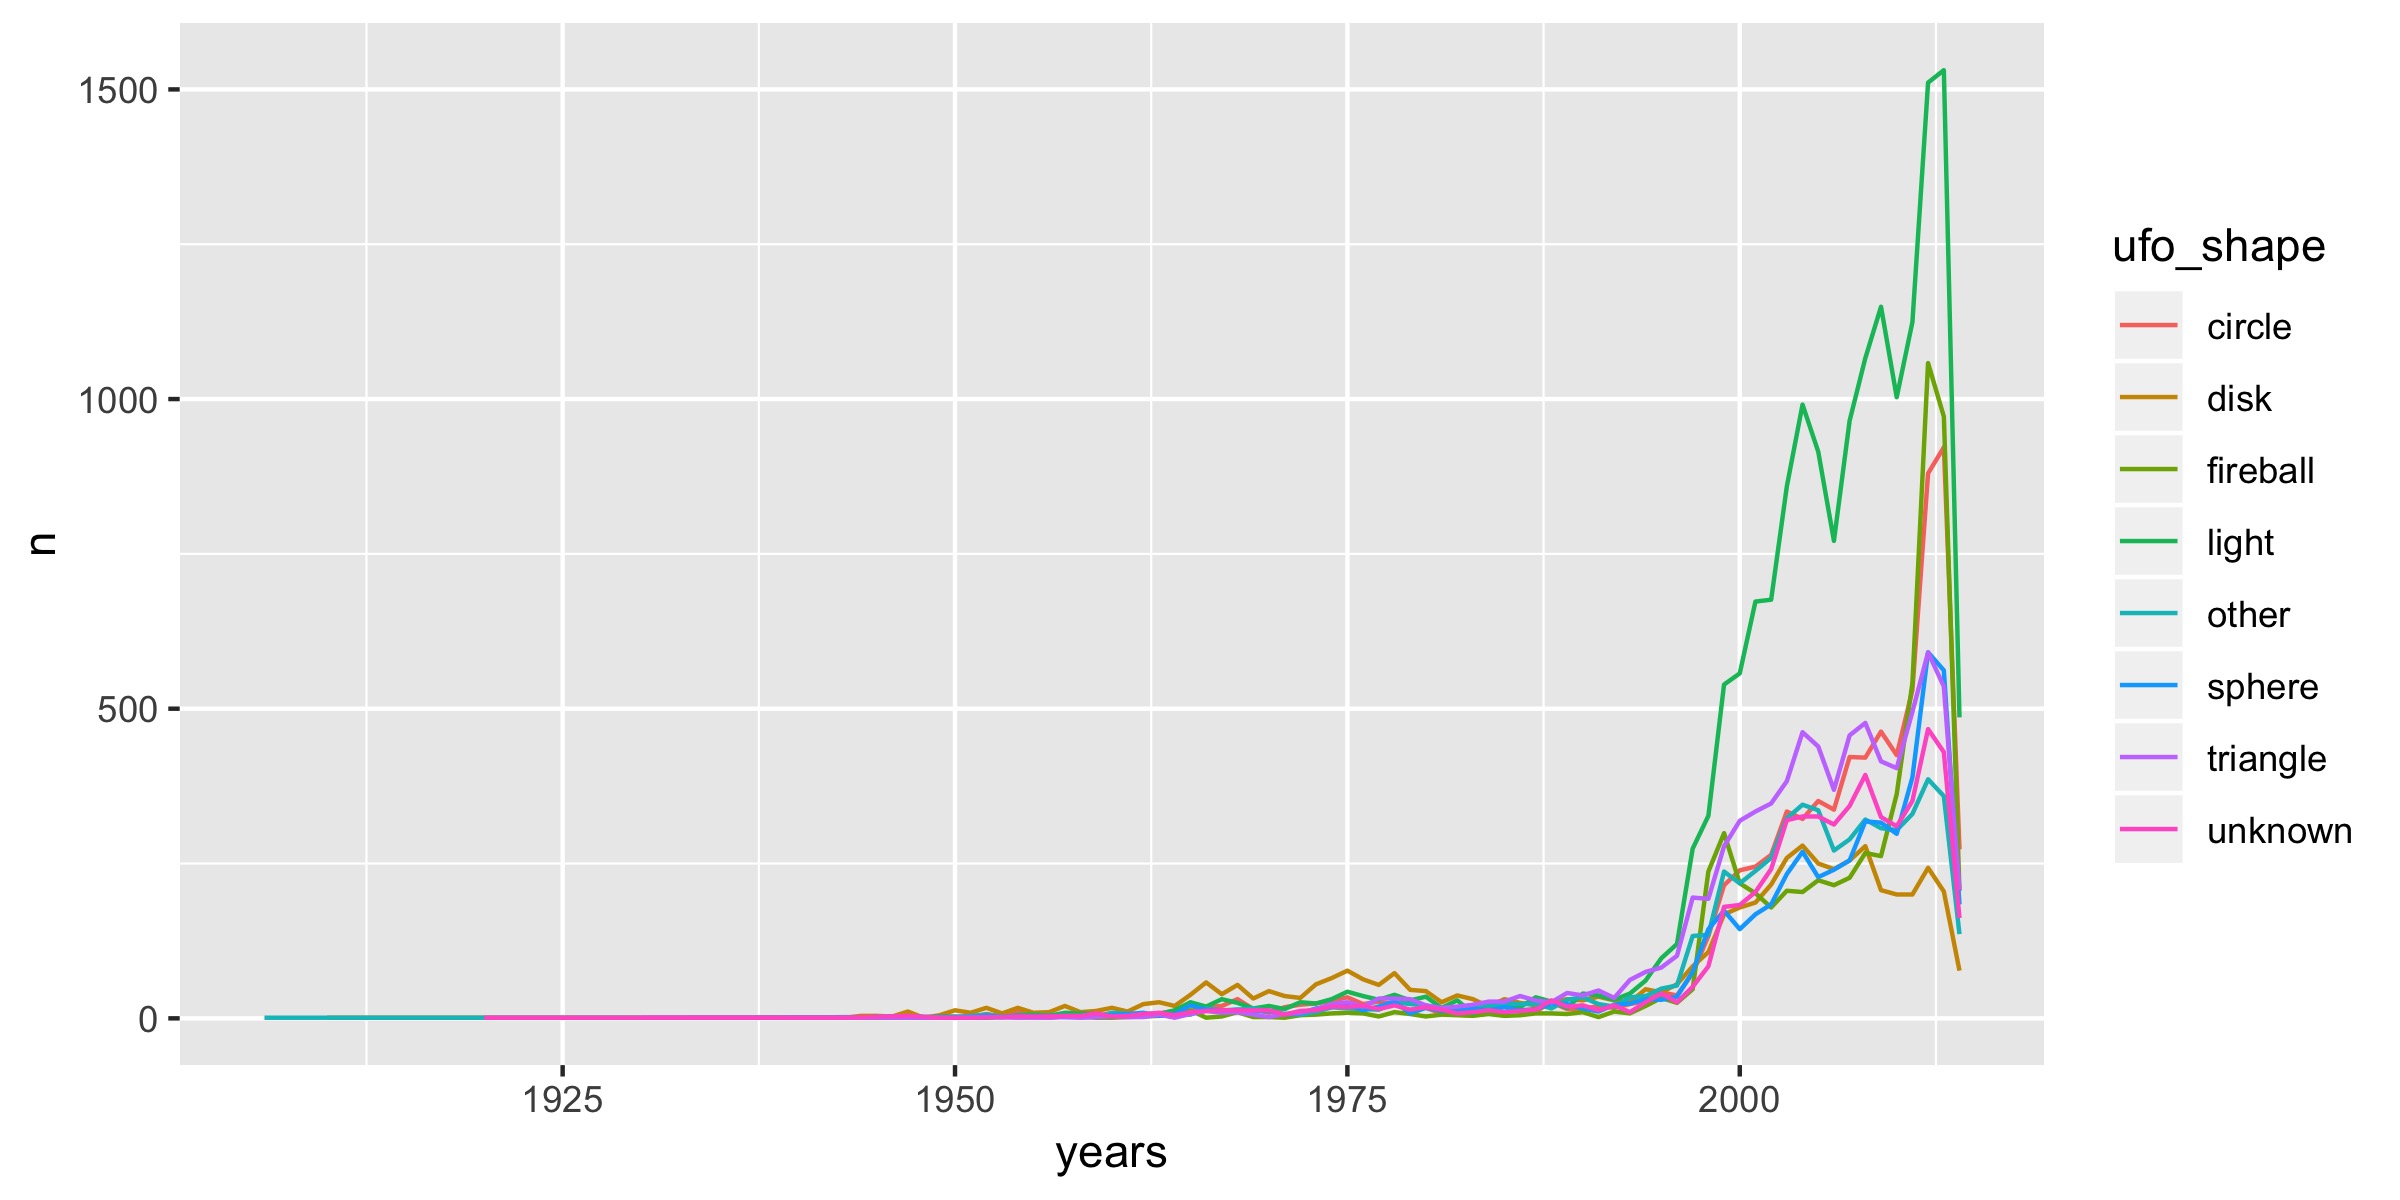 1500
1000
500
0
n
1925 1950 1975 2000
years
ufo_shape
circle
disk
fireball
light
other
sphere
triangle
unknown